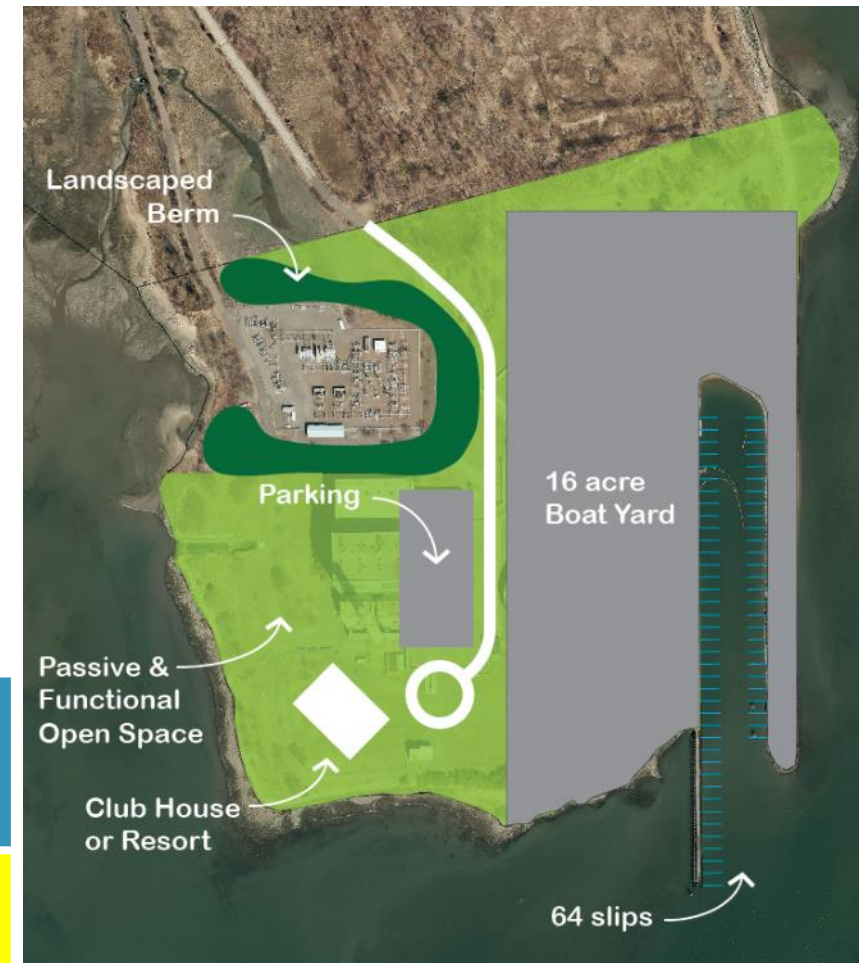 Landscaped
Berm
Parking
16 acre
Boat Yard
Passive &
Functional
Open Space
Club House
or Resort
64 slips